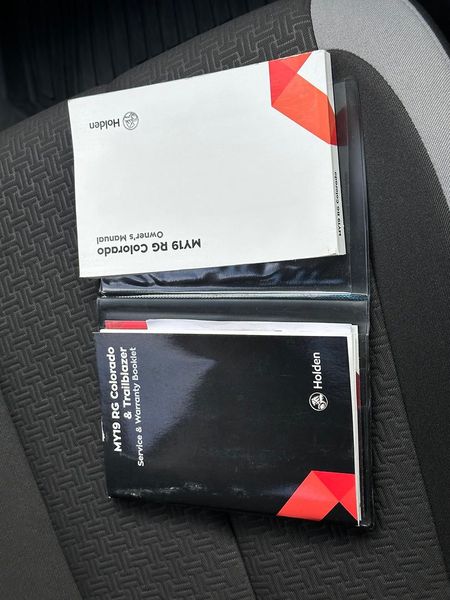 MY19 RG Colorado
Owner's Manual
Holden
MY19 RG Colorado
MY19 RG Colorado
& Trailblazer
Service & Warranty Booklet
Holden